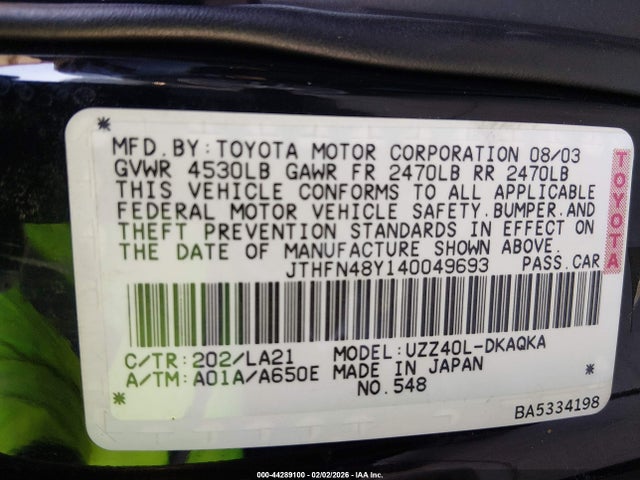 MFD.BY:TOYOTA MOTOR CORPORATION 08/03
GVWR 4530LB GAWR FR 2470LB RR 2470LB
THIS VEHICLE CONFORMS TO ALL APPLICABLE
FEDERAL MOTOR VEHICLE SAFETY.BUMPER.AND
THEFT PREVENTION STANDARDS IN EFFECT ON
THE DATE OF MANUFACTURE SHOWN ABOVE.
JTHFN48Y140049693 PASS.CAR
TOYOTA
C/TR:202/LA21 MODEL:UZZ40L-DKAQKA
A/TM:A01A/A650E MADE IN JAPAN
NO.548
BA5334198
000-44289100 - 02/02/2026 - IAA Inc.